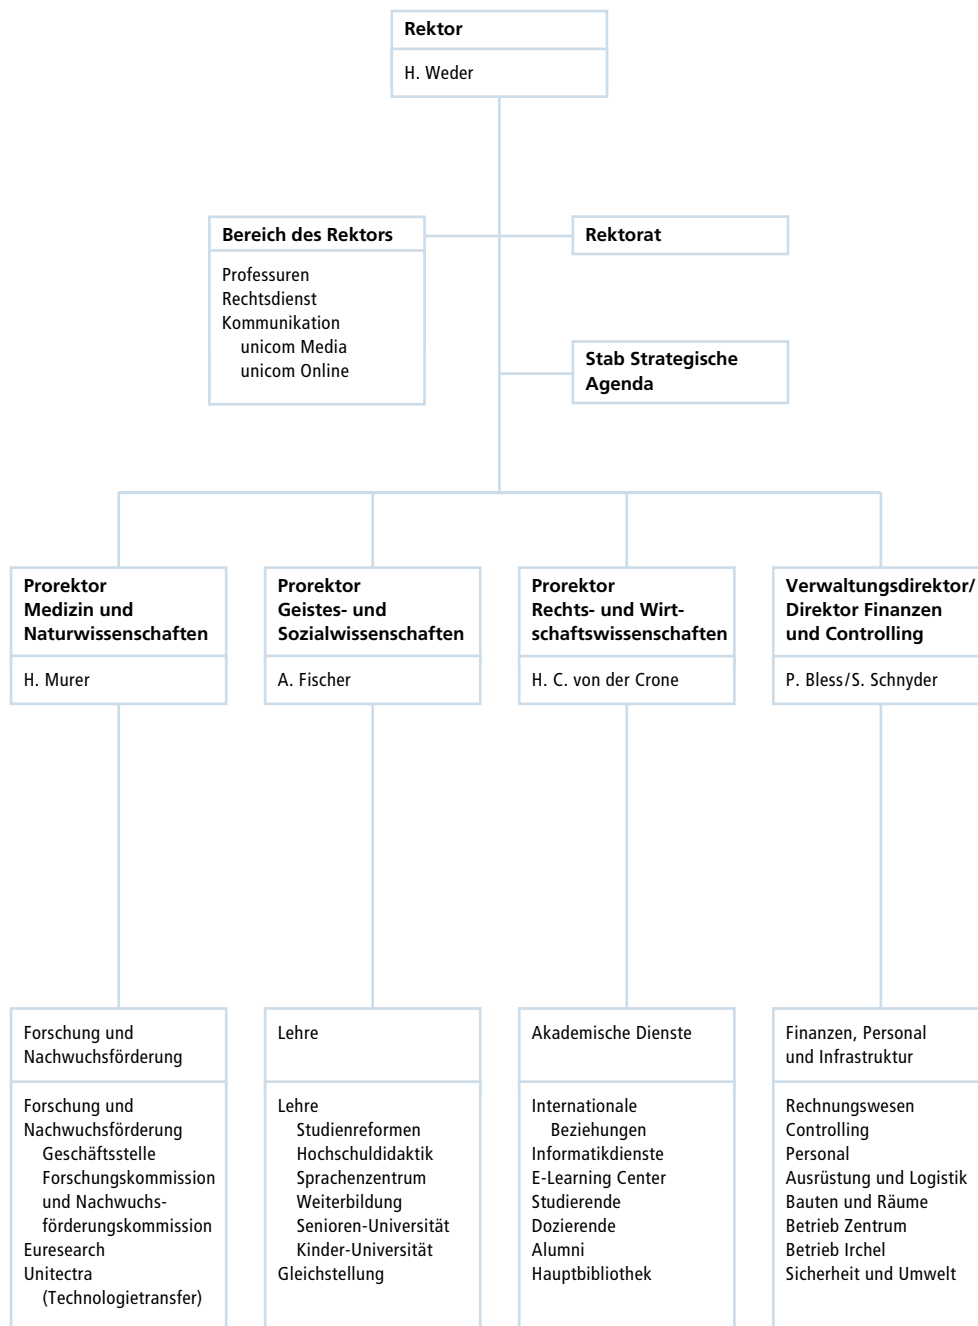 Rektor
H. Weder
Bereich des Rektors
Professuren
Rechtsdienst
Kommunikation
unicom Media
unicom Online
Rektorat
Stab Strategische
Agenda
Prorektor
Medizin und
Naturwissenschaften
H. Murer
Prorektor
Geistes- und
Sozialwissenschaften
A. Fischer
Prorektor
Rechts- und Wirt-
schaftswissenschaften
H. C. von der Crone
Verwaltungsdirektor/
Direktor Finanzen
und Controlling
P. Bless/S. Schnyder
Forschung und
Nachwuchsförderung
Forschung und
Nachwuchsförderung
Geschäftsstelle
Forschungskommission
und Nachwuchs-
förderungskommission
Euresearch
Unitectra
(Technologietransfer)
Lehre
Lehre
Studienreformen
Hochschuldidaktik
Sprachenzentrum
Weiterbildung
Senioren-Universität
Kinder-Universität
Gleichstellung
Akademische Dienste
Internationale
Beziehungen
Informatikdienste
E-Learning Center
Studierende
Dozierende
Alumni
Hauptbibliothek
Finanzen, Personal
und Infrastruktur
Rechnungswesen
Controlling
Personal
Ausrüstung und Logistik
Bauten und Räume
Betrieb Zentrum
Betrieb Irchel
Sicherheit und Umwelt